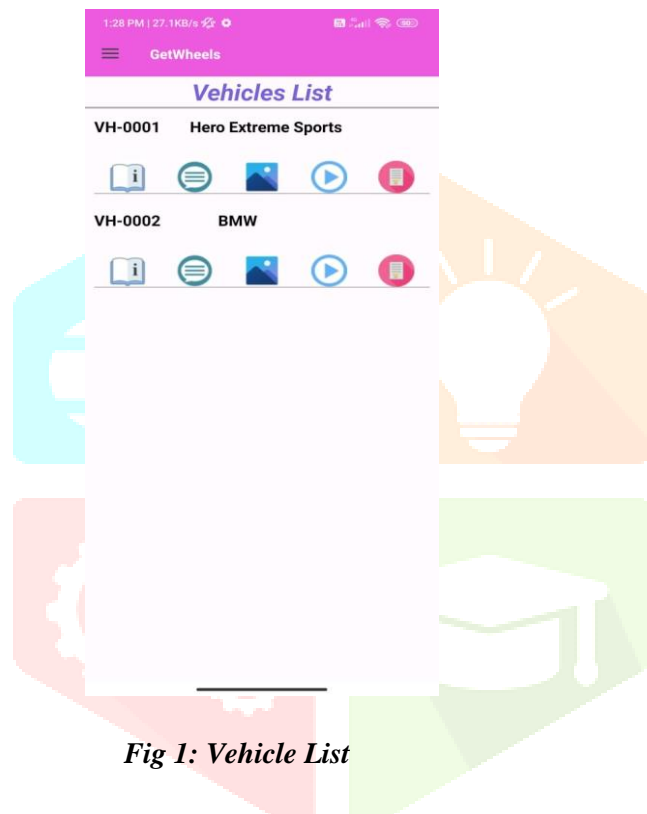 1:28 PM | 27.1KB/s
GetWheels
Vehicles List
VH-0001 Hero Extreme Sports
i
VH-0002 BMW
i
Fig 1: Vehicle List